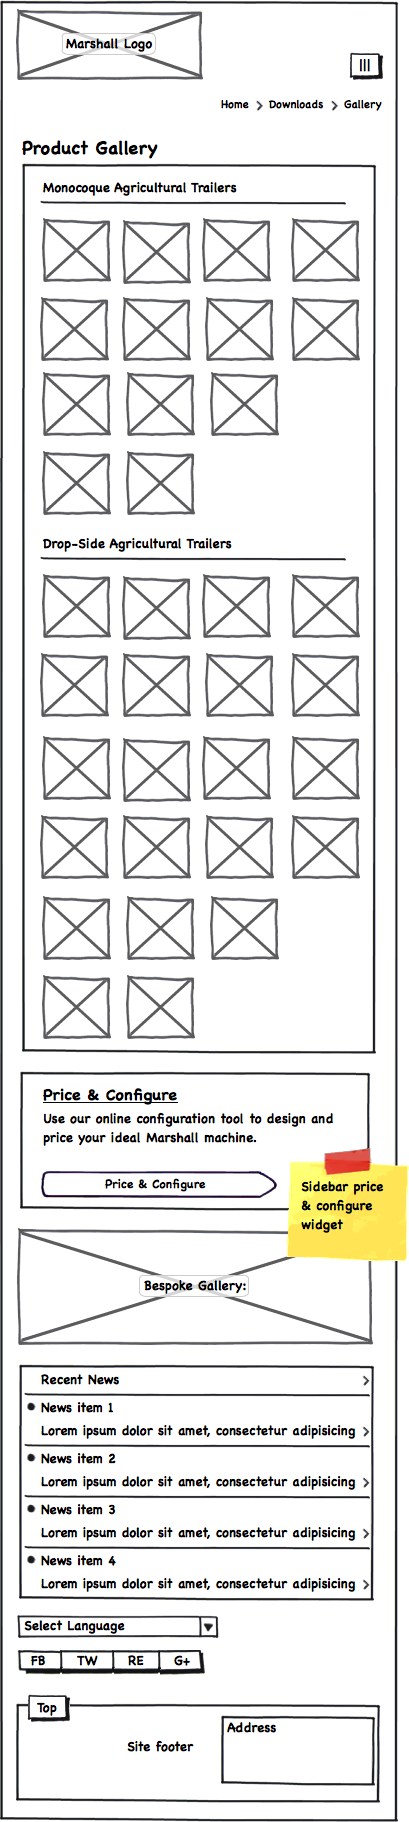 Marshall Logo
Home > Downloads > Gallery
Product Gallery
Monocoque Agricultural Trailers
Drop-Side Agricultural Trailers
Price & Configure
Use our online configuration tool to design and
price your ideal Marshall machine.
Price & Configure
Sidebar price
& configure
widget
Bespoke Gallery:
Recent News
News item 1
Lorem ipsum dolor sit amet, consectetur adipisicing
News item 2
Lorem ipsum dolor sit amet, consectetur adipisicing
News item 3
Lorem ipsum dolor sit amet, consectetur adipisicing
News item 4
Lorem ipsum dolor sit amet, consectetur adipisicing
Select Language
FB TW RE G+
Top
Address
Site footer